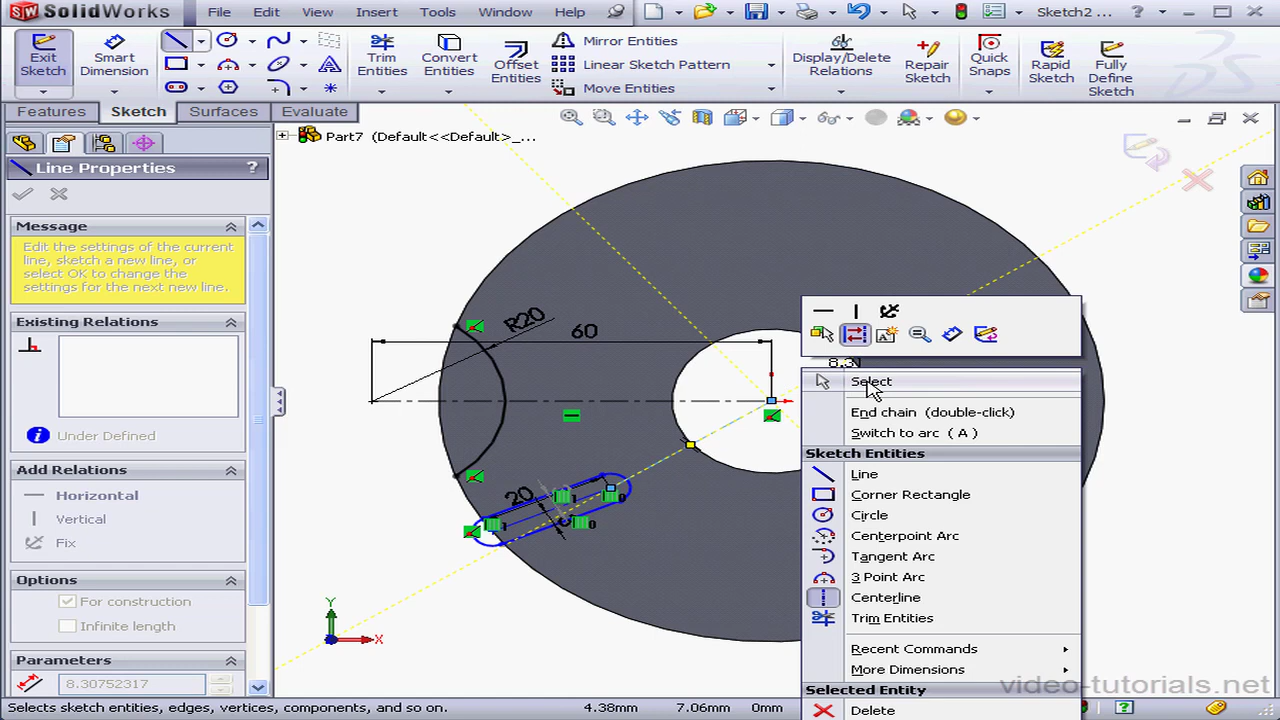 SW SolidWorks File Edit View Insert Tools Window Help Sketch2 ... ?
Exit Sketch
Smart Dimension
Trim Entities
Convert Entities
Offset Entities
Mirror Entities
Linear Sketch Pattern
Move Entities
Display/Delete Relations
Repair Sketch
Quick Snaps
Rapid Sketch
Fully Define Sketch
Features Sketch Surfaces Evaluate
Part7 (Default<<Default>_...
Line Properties ?
Message
Edit the settings of the current
line, sketch a new line, or
select OK to change the
settings for the next new line.
Existing Relations
Under Defined
Add Relations
Horizontal
Vertical
Fix
Options
For construction
Infinite length
Parameters
8.30752317
R20
60
20
Y
X
Select
End chain (double-click)
Switch to arc ( A )
Sketch Entities
Line
Corner Rectangle
Circle
Centerpoint Arc
Tangent Arc
3 Point Arc
Centerline
Trim Entities
Recent Commands
More Dimensions
Selected Entity
Delete
video-tutorials.net
Selects sketch entities, edges, vertices, components, and so on. 4.38mm 7.06mm 0mm